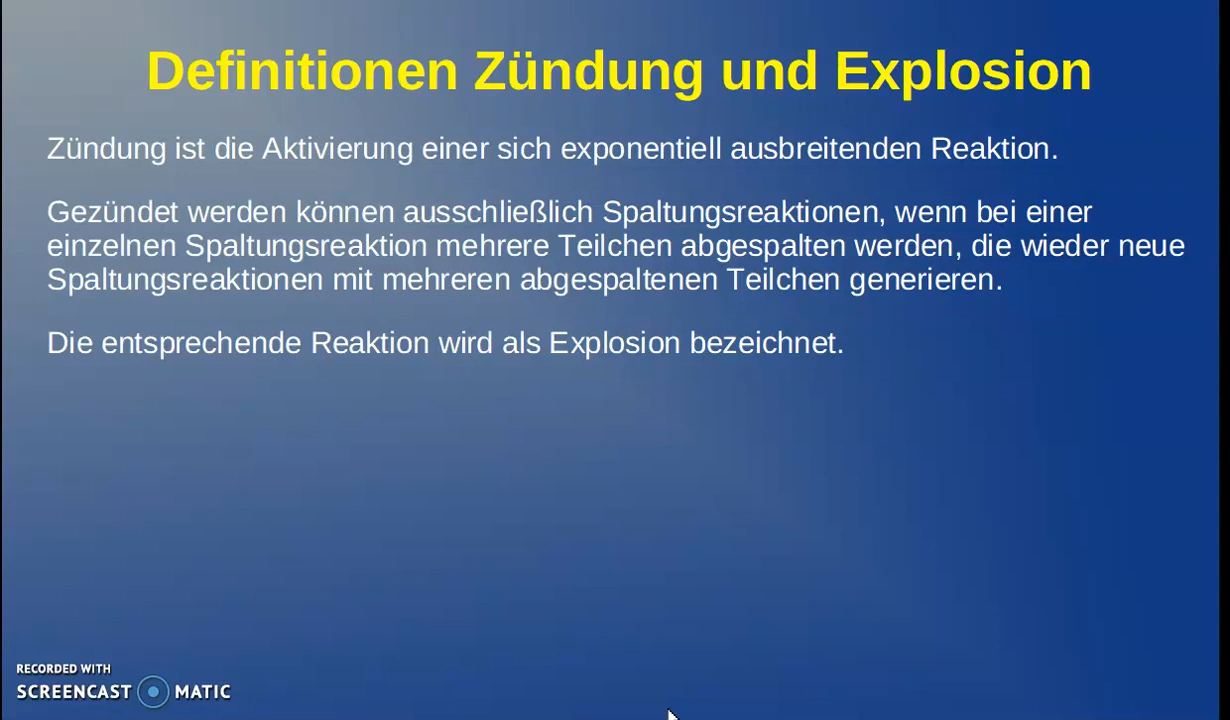 Definitionen Zündung und Explosion
Zündung ist die Aktivierung einer sich exponentiell ausbreitenden Reaktion.
Gezündet werden können ausschließlich Spaltungsreaktionen, wenn bei einer
einzelnen Spaltungsreaktion mehrere Teilchen abgespalten werden, die wieder neue
Spaltungsreaktionen mit mehreren abgespaltenen Teilchen generieren.
Die entsprechende Reaktion wird als Explosion bezeichnet.
RECORDED WITH
SCREENCAST MATIC